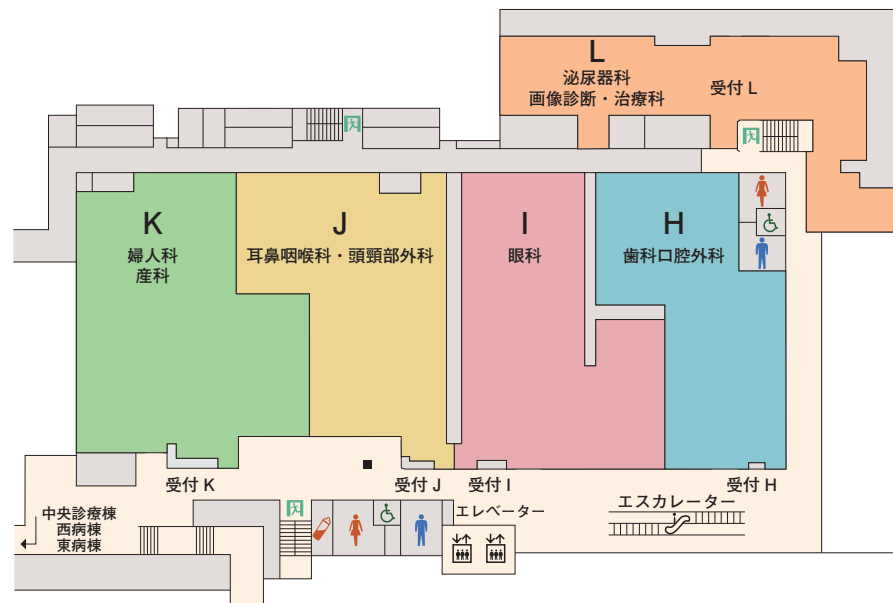 L
泌尿器科
画像診断・治療科
受付 L
K
婦人科
産科
J
耳鼻咽喉科・頭頸部外科
I
眼科
H
歯科口腔外科
受付 K
受付 J
受付 I
受付 H
エレベーター
エスカレーター
中央診療棟
西病棟
東病棟